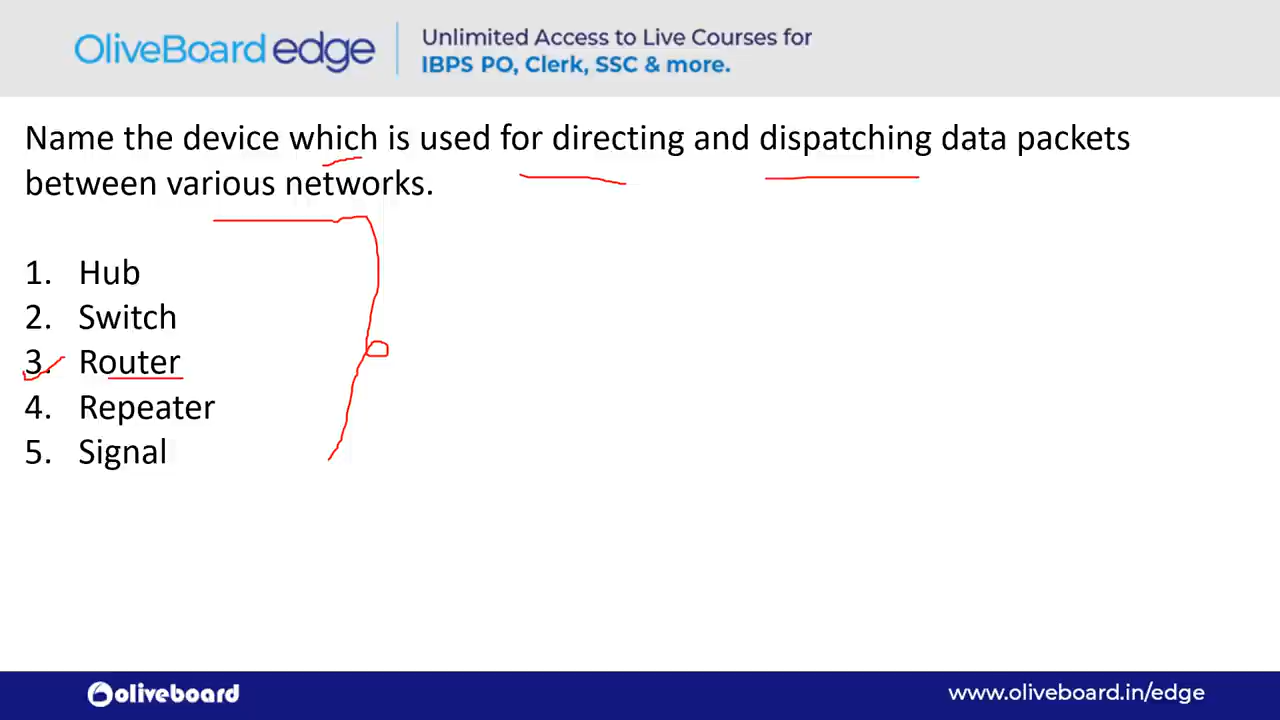 OliveBoard edge
Unlimited Access to Live Courses for
IBPS PO, Clerk, SSC & more.
Name the device which is used for directing and dispatching data packets
between various networks.
1. Hub
2. Switch
3. Router
4. Repeater
5. Signal
oliveboard
www.oliveboard.in/edge